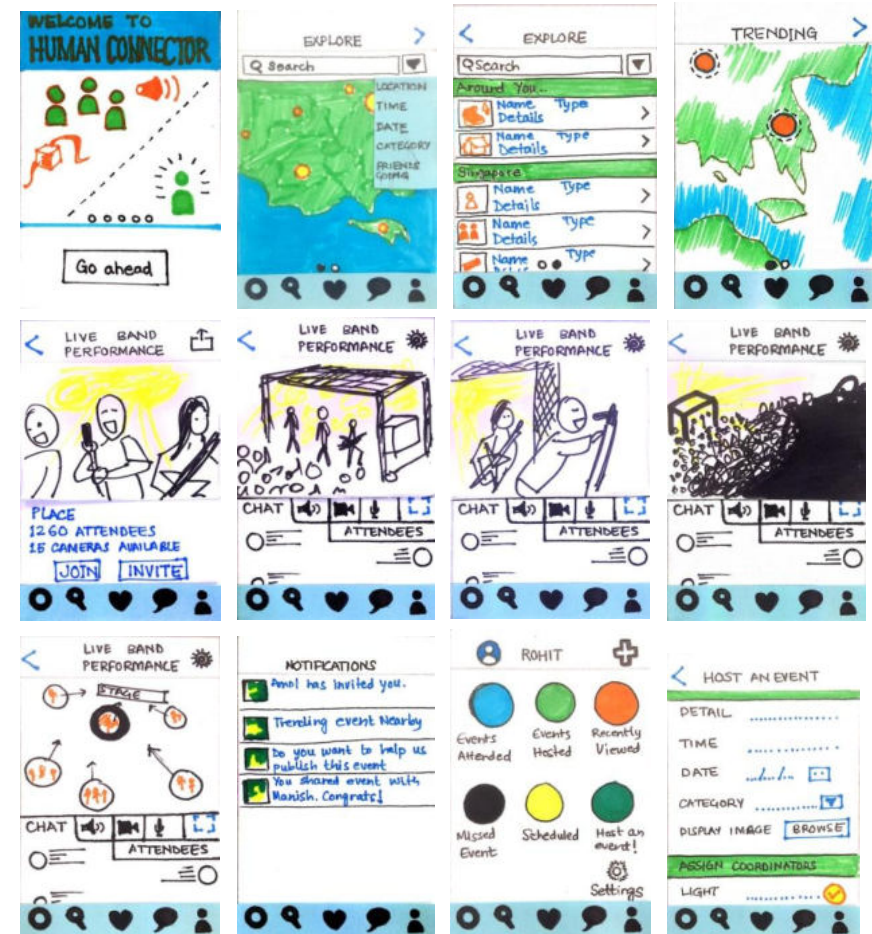 WELCOME TO
HUMAN CONNECTOR
Go ahead
EXPLORE
Search
LOCATION
TIME
DATE
CATEGORY
FRIENDS
GOING
EXPLORE
Search
Around You..
Name Type
Details
Name Type
Details
Singapore
Name Type
Details
Name Type
Details
Name Type
TRENDING
LIVE BAND
PERFORMANCE
PLACE
1260 ATTENDEES
15 CAMERAS AVAILABLE
JOIN INVITE
LIVE BAND
PERFORMANCE
CHAT
ATTENDEES
LIVE BAND
PERFORMANCE
CHAT
ATTENDEES
LIVE BAND
PERFORMANCE
CHAT
ATTENDEES
LIVE BAND
PERFORMANCE
STAGE
CHAT
ATTENDEES
NOTIFICATIONS
Amol has invited you.
Trending event Nearby
Do you want to help us
publish this event
You shared event with
Manish. Congrats!
ROHIT
Events
Attended
Events
Hosted
Recently
Viewed
Missed
Event
Scheduled
Host an
event!
Settings
HOST AN EVENT
DETAIL
TIME
DATE
CATEGORY
DISPLAY IMAGE BROWSE
ASSIGN COORDINATORS
LIGHT